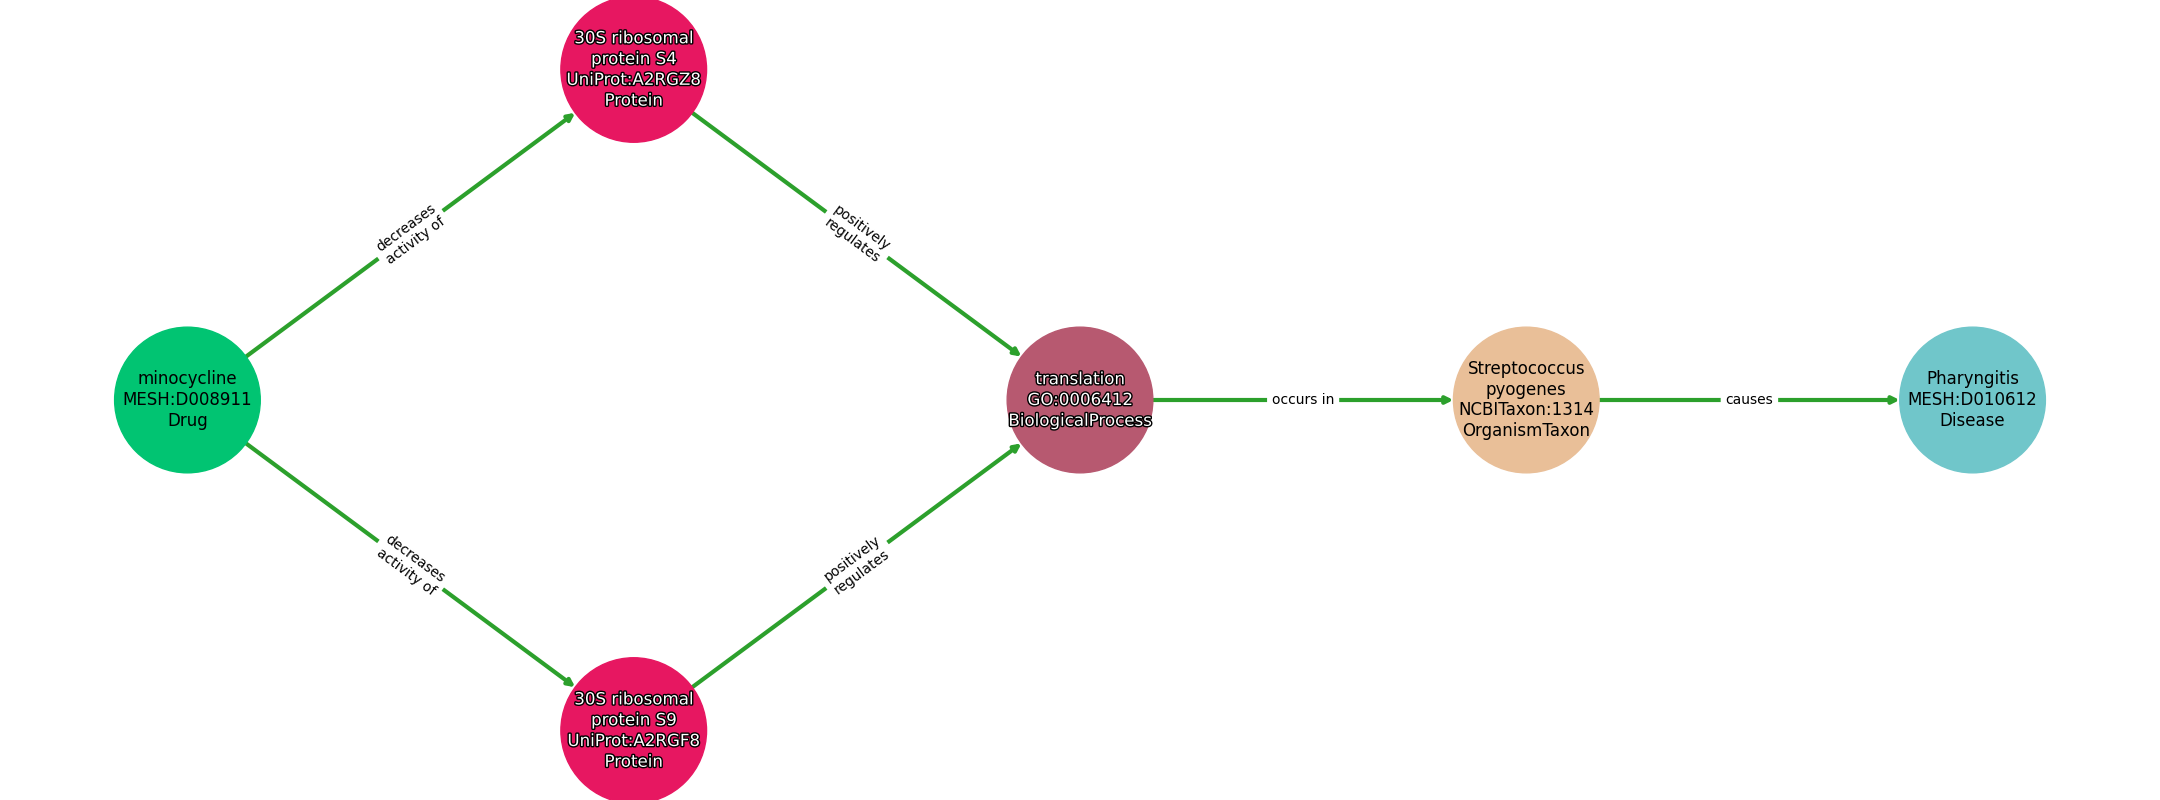 30S ribosomal
protein S4
UniProt:A2RGZ8
Protein
decreases
activity of
positively
regulates
minocycline
MESH:D008911
Drug
translation
GO:0006412
BiologicalProcess
occurs in
Streptococcus
pyogenes
NCBITaxon:1314
OrganismTaxon
causes
Pharyngitis
MESH:D010612
Disease
decreases
activity of
positively
regulates
30S ribosomal
protein S9
UniProt:A2RGF8
Protein